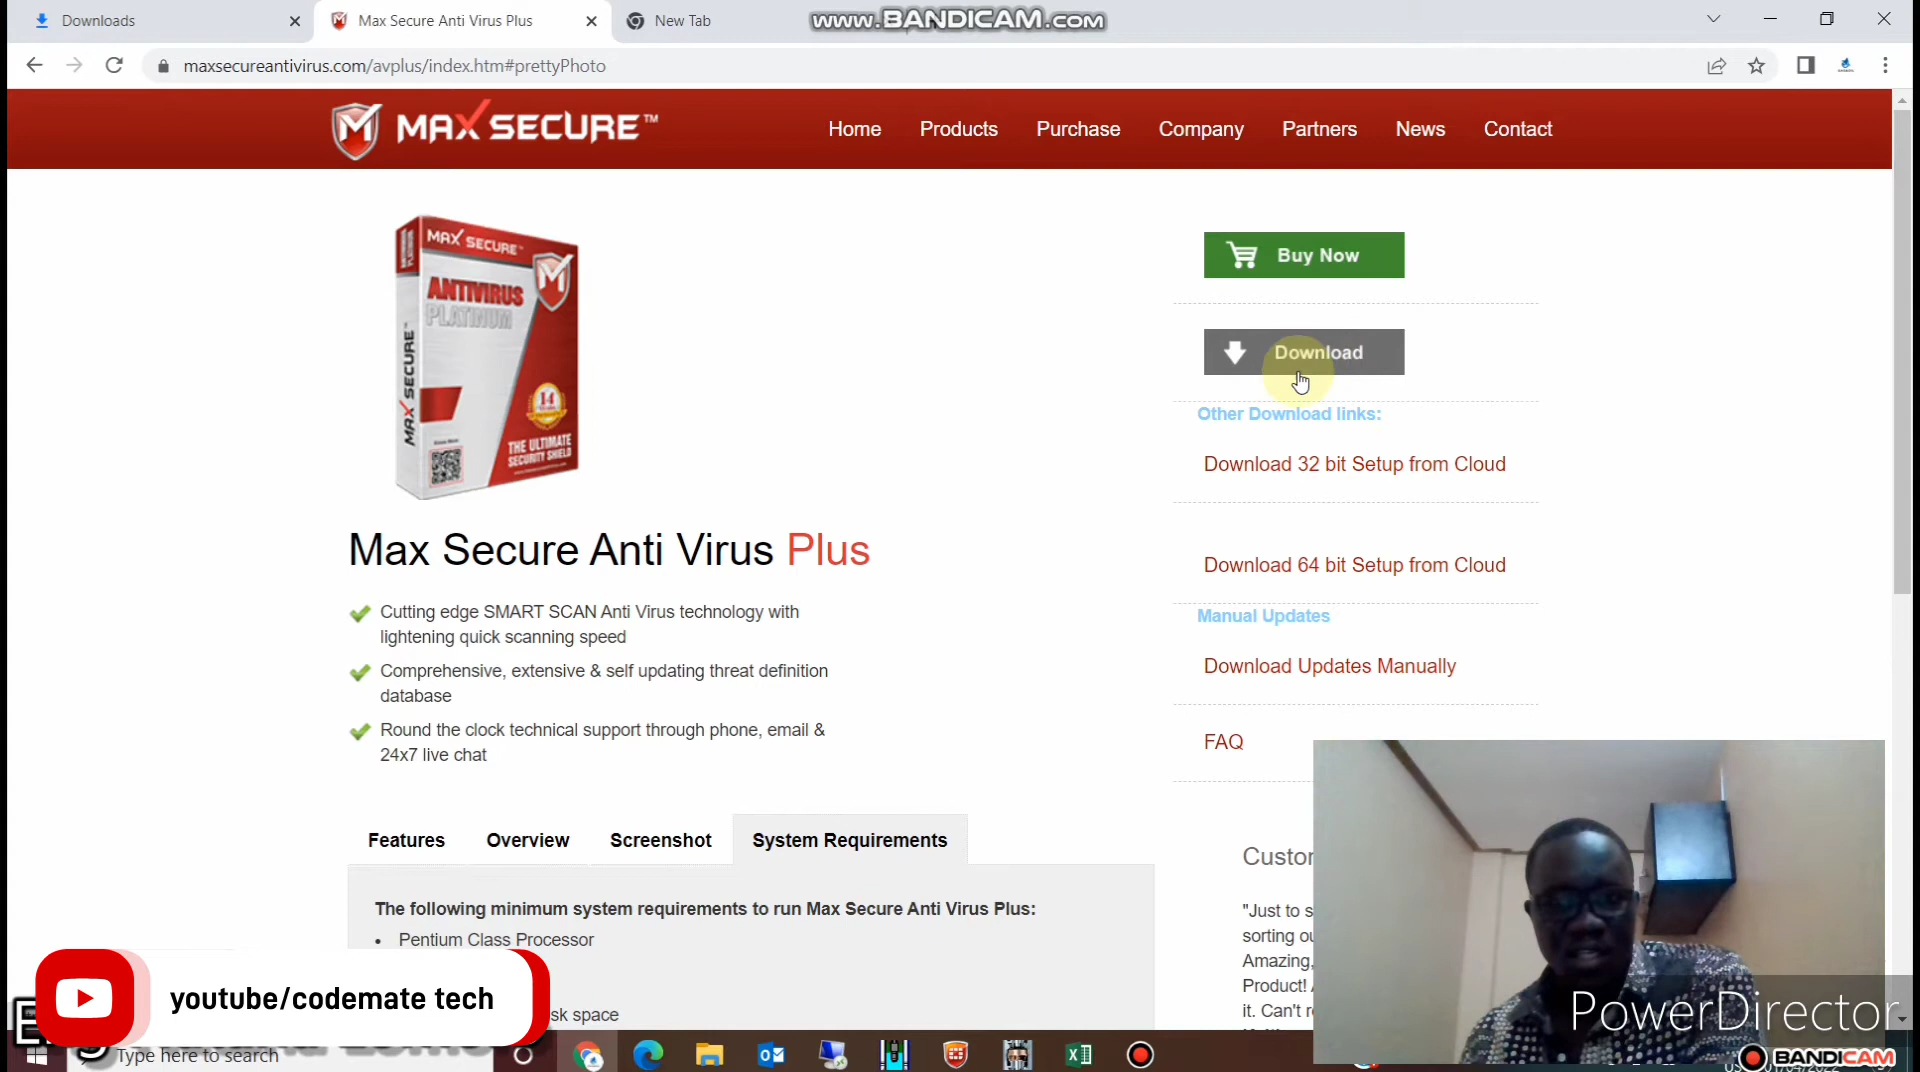 Downloads
Max Secure Anti Virus Plus
New Tab
www.BANDICAM.com
maxsecureantivirus.com/avplus/index.htm#prettyPhoto
MAX SECURE™
Home Products Purchase Company Partners News Contact
MAX SECURE
ANTIVIRUS
PLATINUM
MAX SECURE
14
THE ULTIMATE
SECURITY SHIELD
Buy Now
Download
Other Download links:
Download 32 bit Setup from Cloud
Download 64 bit Setup from Cloud
Manual Updates
Download Updates Manually
FAQ
Max Secure Anti Virus Plus
Cutting edge SMART SCAN Anti Virus technology with
lightening quick scanning speed
Comprehensive, extensive & self updating threat definition
database
Round the clock technical support through phone, email &
24x7 live chat
Features Overview Screenshot System Requirements
The following minimum system requirements to run Max Secure Anti Virus Plus:
• Pentium Class Processor
sk space
Custom
"Just to s
sorting ou
Amazing,
Product!
it. Can't r
youtube/codemate tech
Type here to search
PowerDirector
BANDICAM